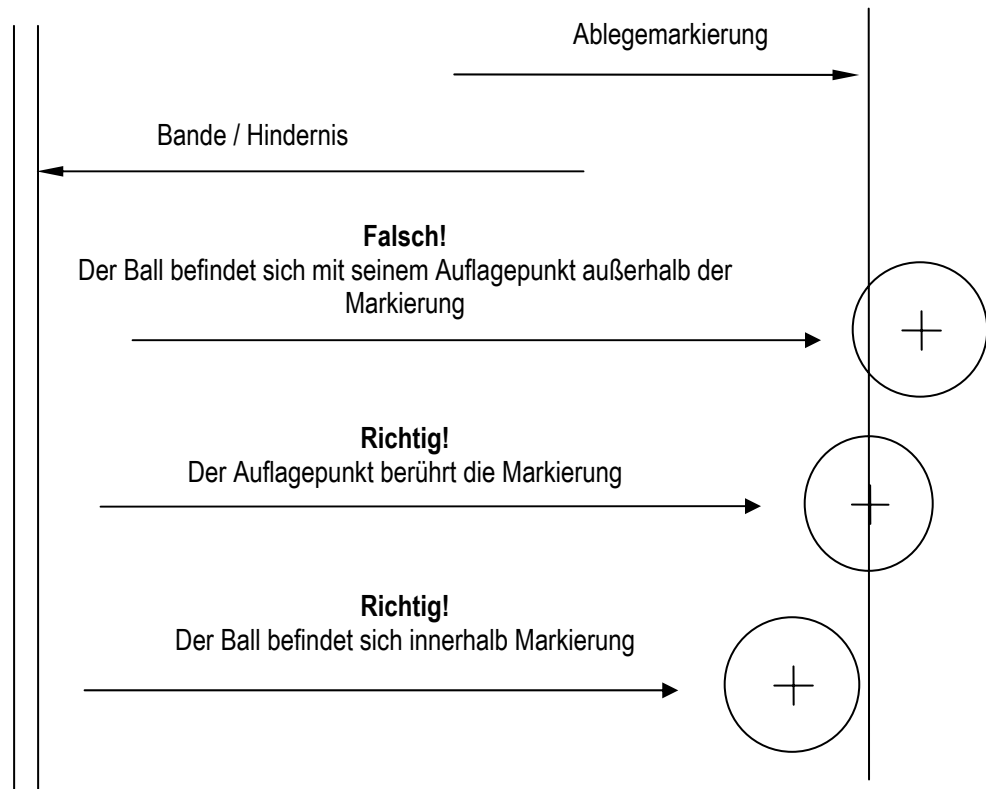 Ablegemarkierung
Bande / Hindernis
Falsch!
Der Ball befindet sich mit seinem Auflagepunkt außerhalb der
Markierung
Richtig!
Der Auflagepunkt berührt die Markierung
Richtig!
Der Ball befindet sich innerhalb Markierung